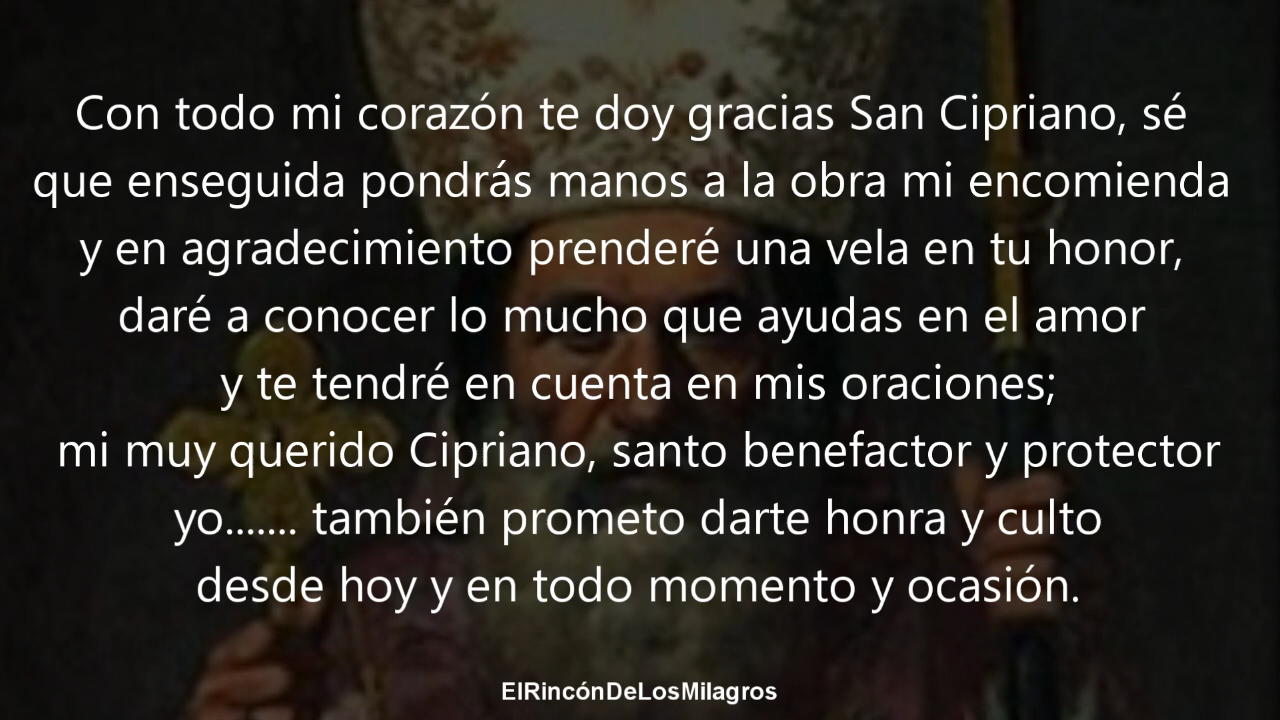 Con todo mi corazón te doy gracias San Cipriano, sé
que enseguida pondrás manos a la obra mi encomienda
y en agradecimiento prenderé una vela en tu honor,
daré a conocer lo mucho que ayudas en el amor
y te tendré en cuenta en mis oraciones;
mi muy querido Cipriano, santo benefactor y protector
yo....... también prometo darte honra y culto
desde hoy y en todo momento y ocasión.
ElRincónDeLosMilagros